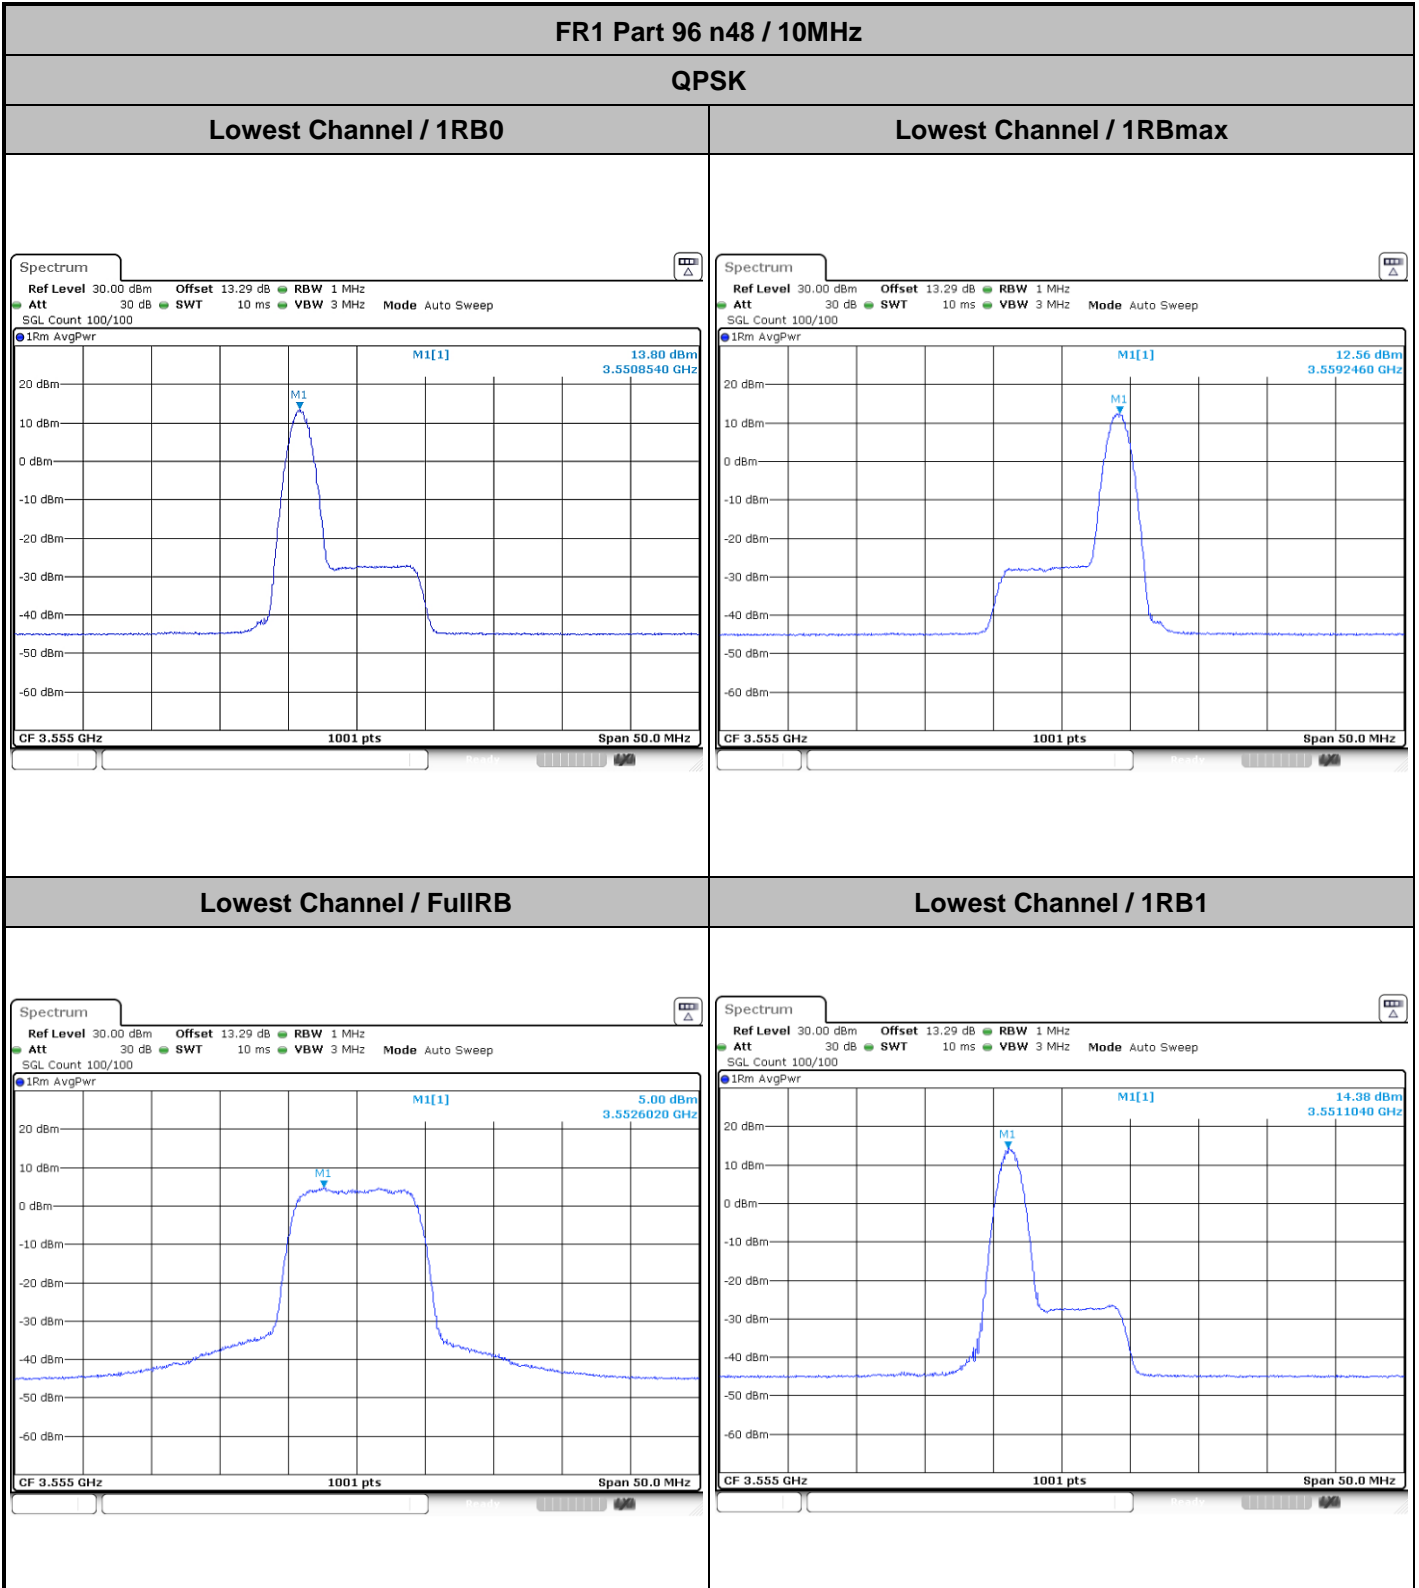 FR1 Part 96 n48 / 10MHz
QPSK
Lowest Channel / 1RB0
Lowest Channel / 1RBmax
Spectrum
Ref Level 30.00 dBm Offset 13.29 dB RBW 1 MHz
Att 30 dB SWT 10 ms VBW 3 MHz Mode Auto Sweep
SGL Count 100/100
1Rm AvgPwr
M1[1] 13.80 dBm
3.5508540 GHz
M1
20 dBm
10 dBm
0 dBm
-10 dBm
-20 dBm
-30 dBm
-40 dBm
-50 dBm
-60 dBm
CF 3.555 GHz 1001 pts Span 50.0 MHz
Ready
Spectrum
Ref Level 30.00 dBm Offset 13.29 dB RBW 1 MHz
Att 30 dB SWT 10 ms VBW 3 MHz Mode Auto Sweep
SGL Count 100/100
1Rm AvgPwr
M1[1] 12.56 dBm
3.5592460 GHz
M1
20 dBm
10 dBm
0 dBm
-10 dBm
-20 dBm
-30 dBm
-40 dBm
-50 dBm
-60 dBm
CF 3.555 GHz 1001 pts Span 50.0 MHz
Ready
Lowest Channel / FullRB
Lowest Channel / 1RB1
Spectrum
Ref Level 30.00 dBm Offset 13.29 dB RBW 1 MHz
Att 30 dB SWT 10 ms VBW 3 MHz Mode Auto Sweep
SGL Count 100/100
1Rm AvgPwr
M1[1] 5.00 dBm
3.5526020 GHz
M1
20 dBm
10 dBm
0 dBm
-10 dBm
-20 dBm
-30 dBm
-40 dBm
-50 dBm
-60 dBm
CF 3.555 GHz 1001 pts Span 50.0 MHz
Ready
Spectrum
Ref Level 30.00 dBm Offset 13.29 dB RBW 1 MHz
Att 30 dB SWT 10 ms VBW 3 MHz Mode Auto Sweep
SGL Count 100/100
1Rm AvgPwr
M1[1] 14.38 dBm
3.5511040 GHz
M1
20 dBm
10 dBm
0 dBm
-10 dBm
-20 dBm
-30 dBm
-40 dBm
-50 dBm
-60 dBm
CF 3.555 GHz 1001 pts Span 50.0 MHz
Ready